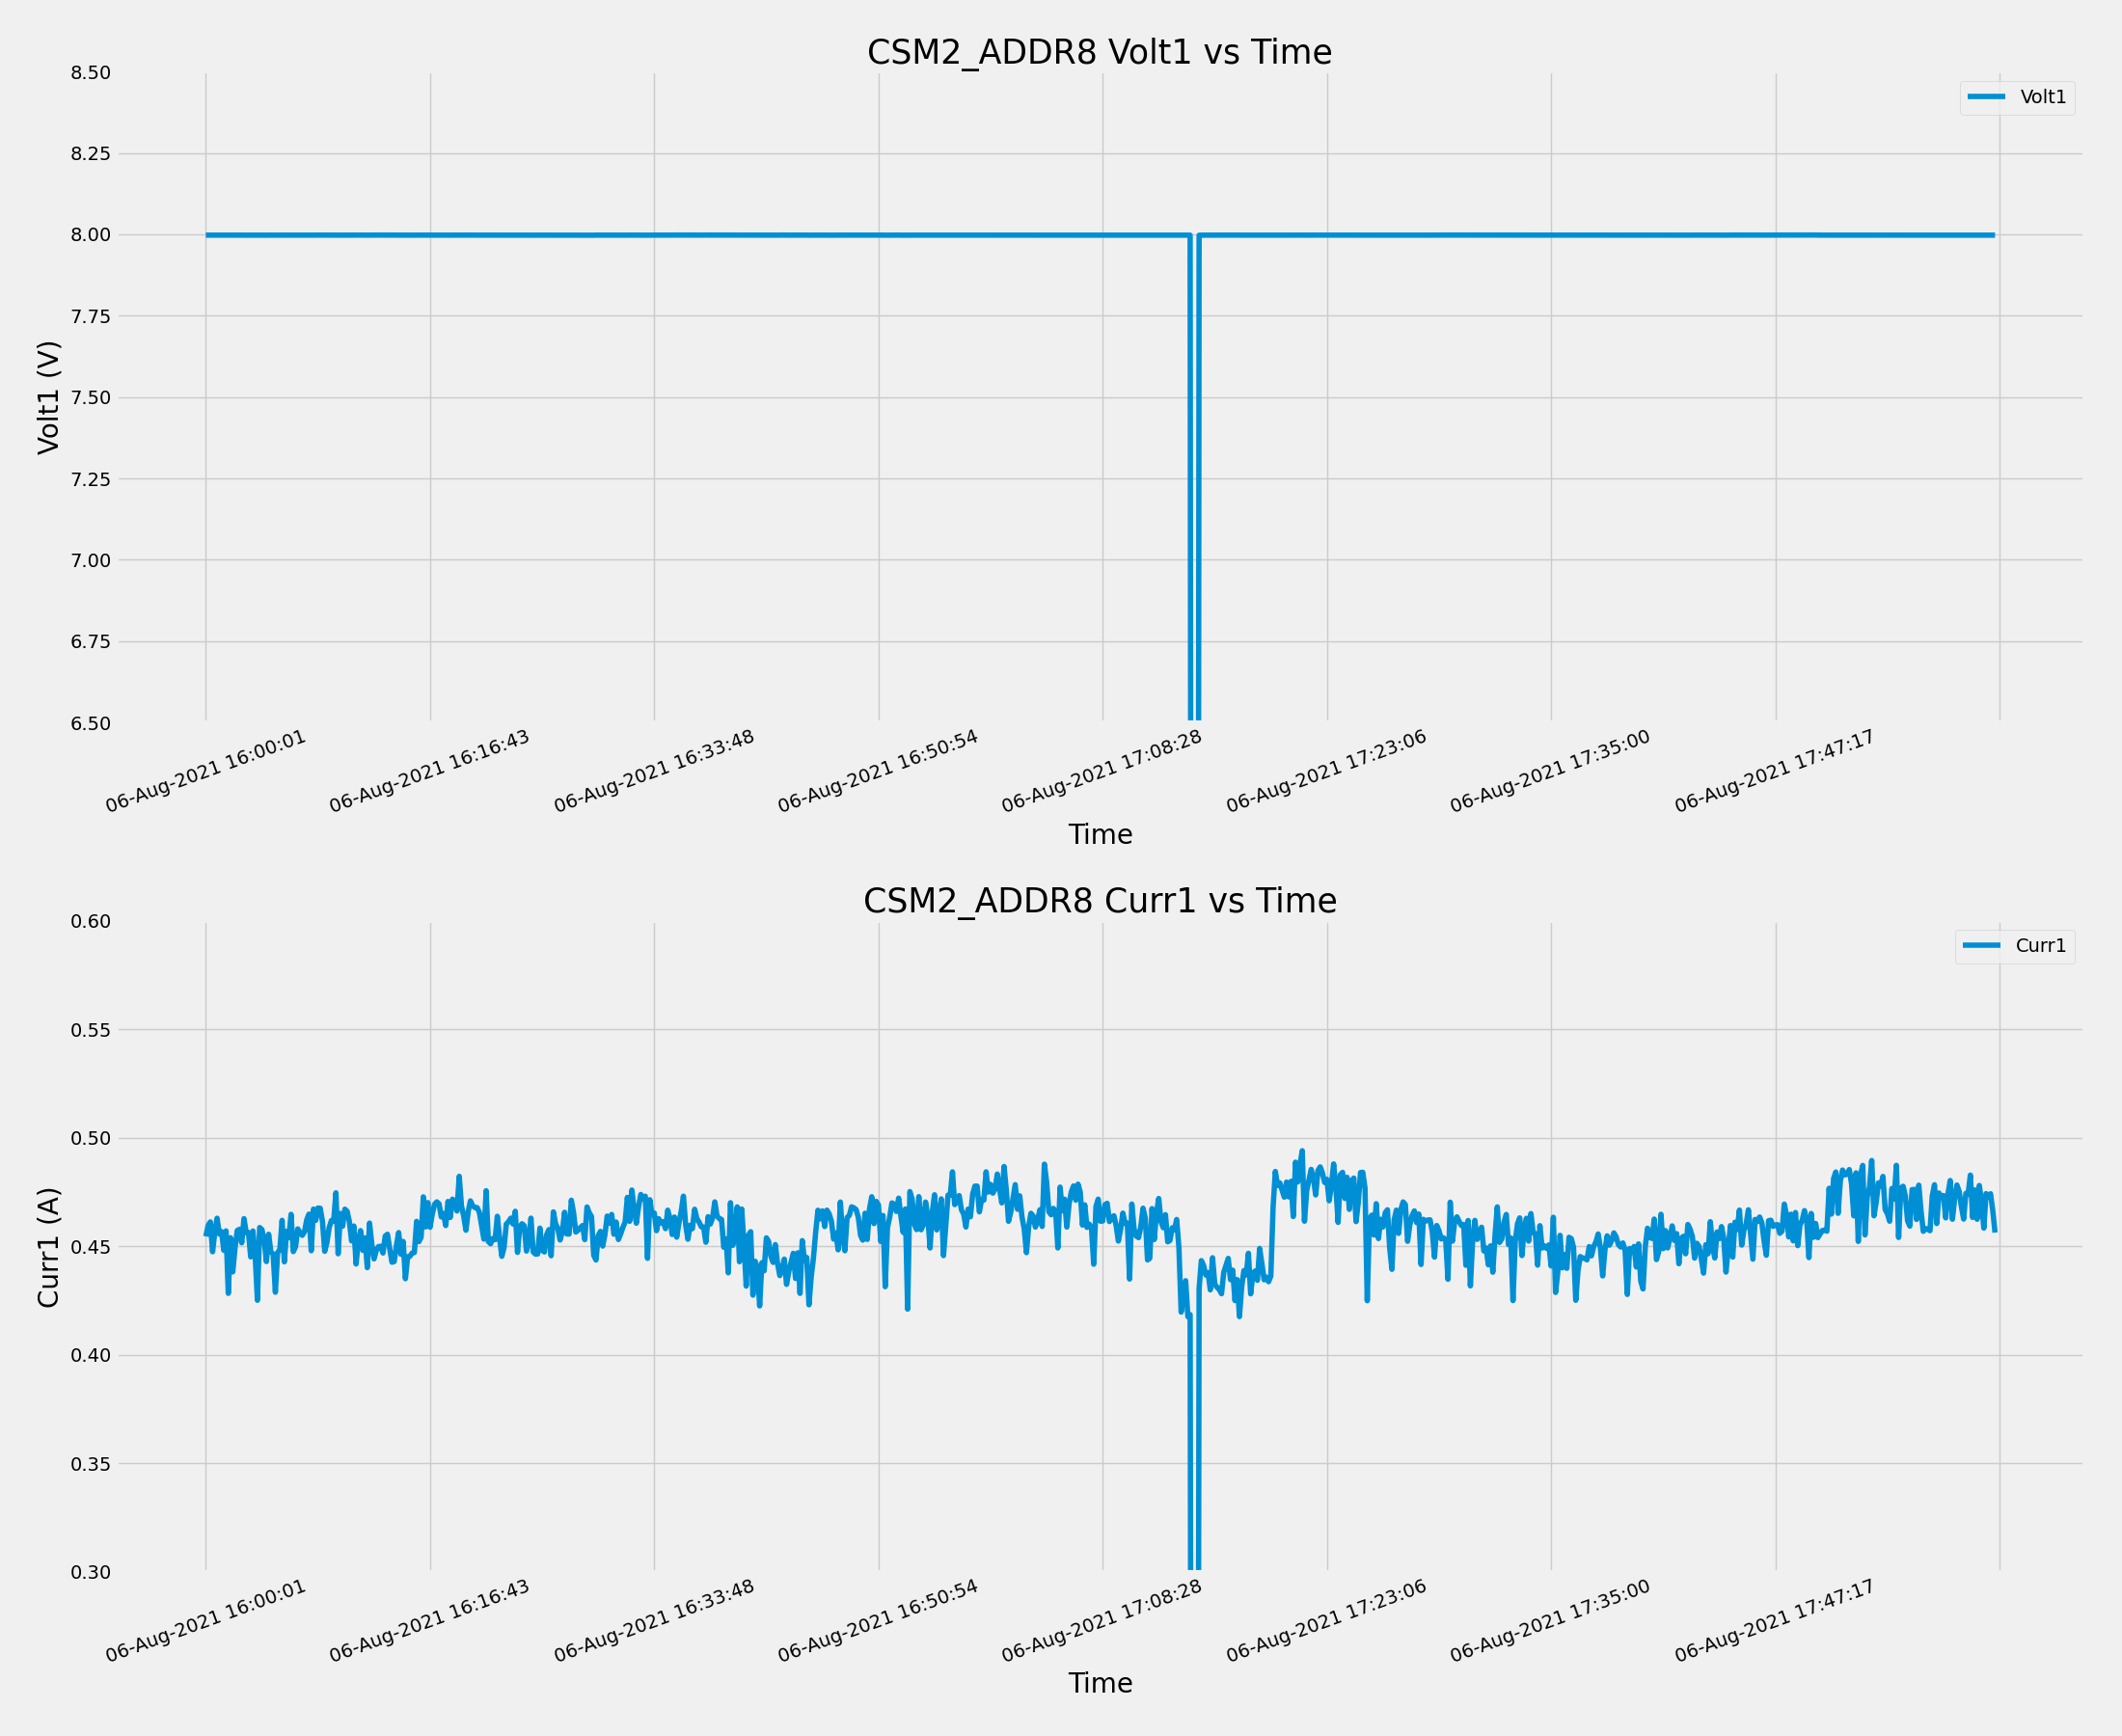 CSM2_ADDR8 Volt1 vs Time
Volt1
8.50
8.25
8.00
7.75
7.50
7.25
7.00
6.75
6.50
Volt1 (V)
06-Aug-2021 16:00:01
06-Aug-2021 16:16:43
06-Aug-2021 16:33:48
06-Aug-2021 16:50:54
06-Aug-2021 17:08:28
06-Aug-2021 17:23:06
06-Aug-2021 17:35:00
06-Aug-2021 17:47:17
Time
CSM2_ADDR8 Curr1 vs Time
Curr1
0.60
0.55
0.50
0.45
0.40
0.35
0.30
Curr1 (A)
06-Aug-2021 16:00:01
06-Aug-2021 16:16:43
06-Aug-2021 16:33:48
06-Aug-2021 16:50:54
06-Aug-2021 17:08:28
06-Aug-2021 17:23:06
06-Aug-2021 17:35:00
06-Aug-2021 17:47:17
Time